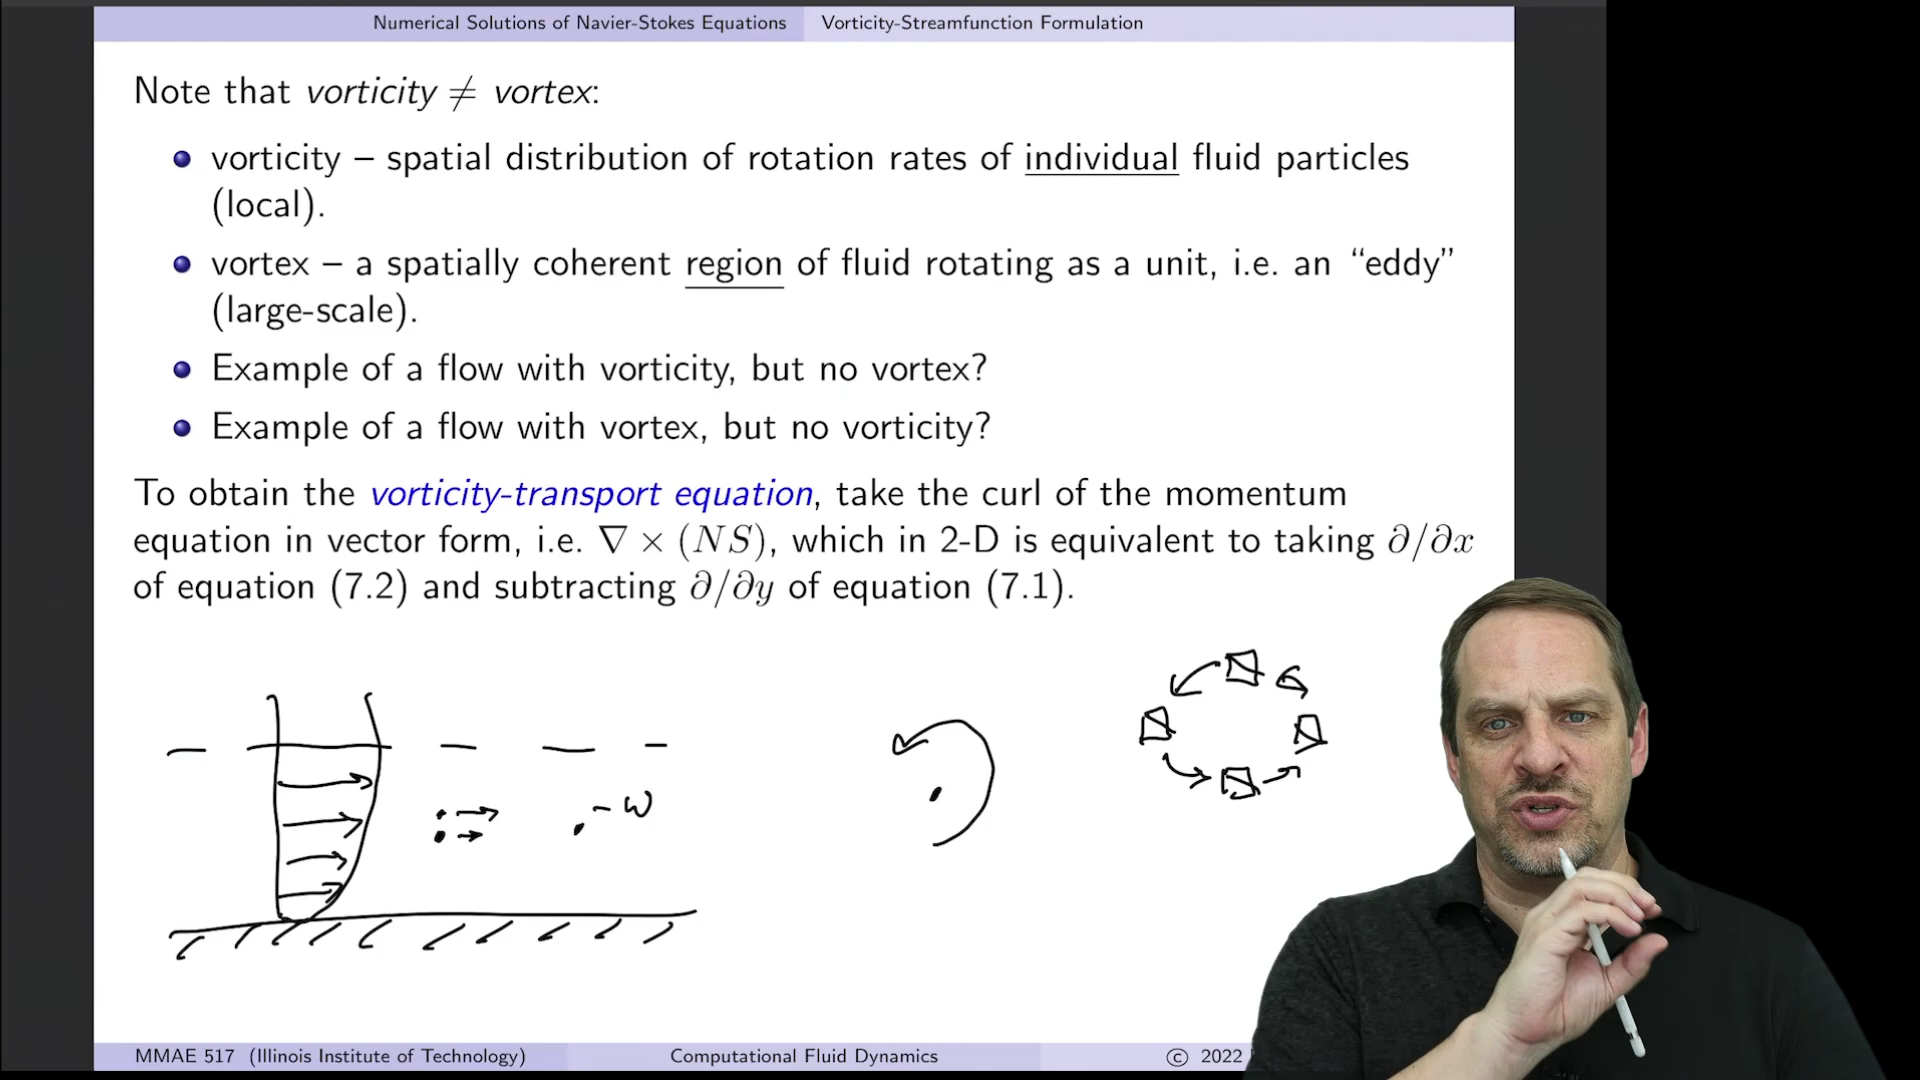 Numerical Solutions of Navier-Stokes Equations Vorticity-Streamfunction Formulation
Note that vorticity ≠ vortex:
vorticity – spatial distribution of rotation rates of individual fluid particles
(local).
vortex – a spatially coherent region of fluid rotating as a unit, i.e. an “eddy”
(large-scale).
Example of a flow with vorticity, but no vortex?
Example of a flow with vortex, but no vorticity?
To obtain the vorticity-transport equation, take the curl of the momentum
equation in vector form, i.e. ∇ × (NS), which in 2-D is equivalent to taking ∂/∂x
of equation (7.2) and subtracting ∂/∂y of equation (7.1).
-ω
MMAE 517 (Illinois Institute of Technology) Computational Fluid Dynamics © 2022